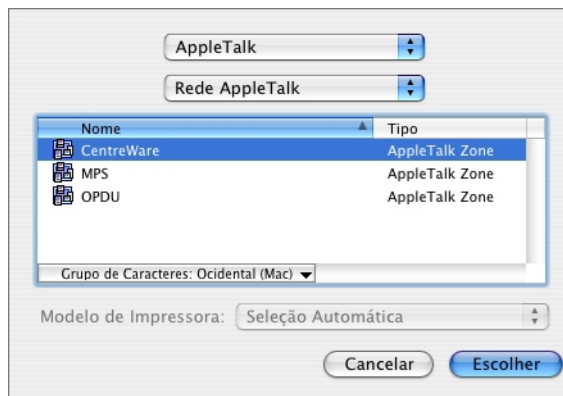 AppleTalk
Rede AppleTalk
Nome Tipo
CentreWare AppleTalk Zone
MPS AppleTalk Zone
OPDU AppleTalk Zone
Grupo de Caracteres: Ocidental (Mac)
Modelo de Impressora: Seleção Automática
Cancelar Escolher